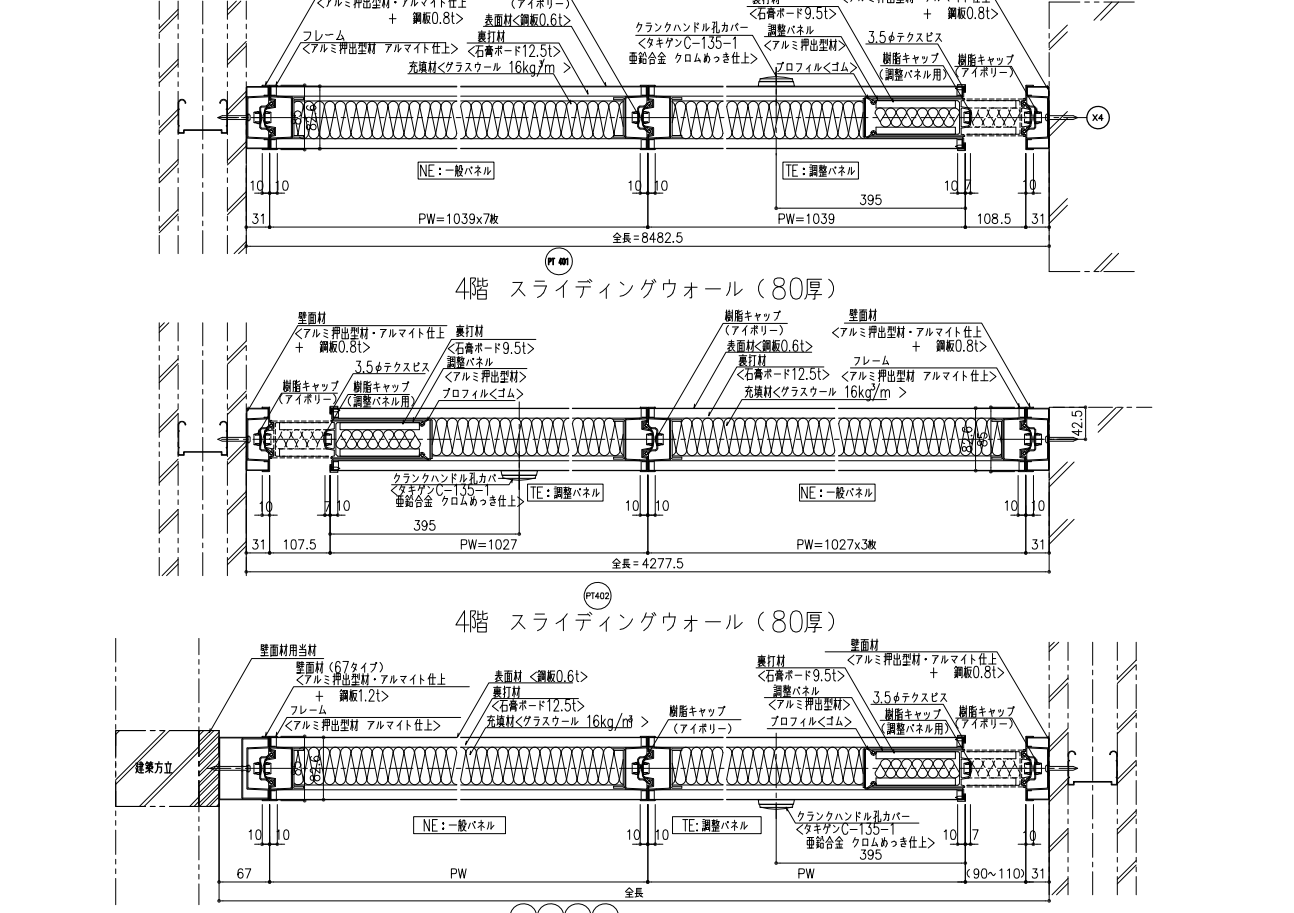 <アルミ押出型材・アルマイト仕上
+ 鋼板0.8t>
(アイボリー)
表面材<鋼板0.6t>
フレーム
<アルミ押出型材 アルマイト仕上>
裏打材
<石膏ボード12.5t>
充填材<グラスウール 16kg/m >
クランクハンドル孔カバー
<タキゲンC-135-1
亜鉛合金 クロムめっき仕上>
<石膏ボード9.5t>
調整パネル
<アルミ押出型材>
プロフィル<ゴム>
+ 鋼板0.8t>
3.5φテクスビス
樹脂キャップ
(調整パネル用)
樹脂キャップ
(アイボリー)
85
82.6
X4
NE:一般パネル
TE:調整パネル
10 10
10 10
10 7
10
395
31
PW=1039x7枚
PW=1039
108.5
31
全長=8482.5
PT 401
4階 スライディングウォール(80厚)
壁面材
<アルミ押出型材・アルマイト仕上
+ 鋼板0.8t>
裏打材
<石膏ボード9.5t>
3.5φテクスビス
調整パネル
<アルミ押出型材>
樹脂キャップ
(アイボリー)
樹脂キャップ
(調整パネル用)
プロフィル<ゴム>
樹脂キャップ
(アイボリー)
表面材<鋼板0.6t>
裏打材
<石膏ボード12.5t>
充填材<グラスウール 16kg/m³ >
壁面材
<アルミ押出型材・アルマイト仕上
+ 鋼板0.8t>
フレーム
<アルミ押出型材 アルマイト仕上>
82.6
85
42.5
クランクハンドル孔カバー
<タキゲンC-135-1
亜鉛合金 クロムめっき仕上>
TE:調整パネル
NE:一般パネル
10
7 10
10 10
10 10
395
31
107.5
PW=1027
PW=1027x3枚
31
全長=4277.5
PT402
4階 スライディングウォール(80厚)
壁面材用当材
壁面材(67タイプ)
<アルミ押出型材・アルマイト仕上
+ 鋼板1.2t>
フレーム
<アルミ押出型材 アルマイト仕上>
表面材 <鋼板0.6t>
裏打材
<石膏ボード12.5t>
充填材<グラスウール 16kg/m³ >
樹脂キャップ
(アイボリー)
裏打材
<石膏ボード9.5t>
調整パネル
<アルミ押出型材>
プロフィル<ゴム>
壁面材
<アルミ押出型材・アルマイト仕上
+ 鋼板0.8t>
3.5φテクスビス
樹脂キャップ
(調整パネル用)
樹脂キャップ
(アイボリー)
建築方立
85
82.6
NE:一般パネル
TE:調整パネル
クランクハンドル孔カバー
<タキゲンC-135-1
亜鉛合金 クロムめっき仕上>
10 10
10 10
10 7
10
395
67
PW
PW
(90~110)
31
全長